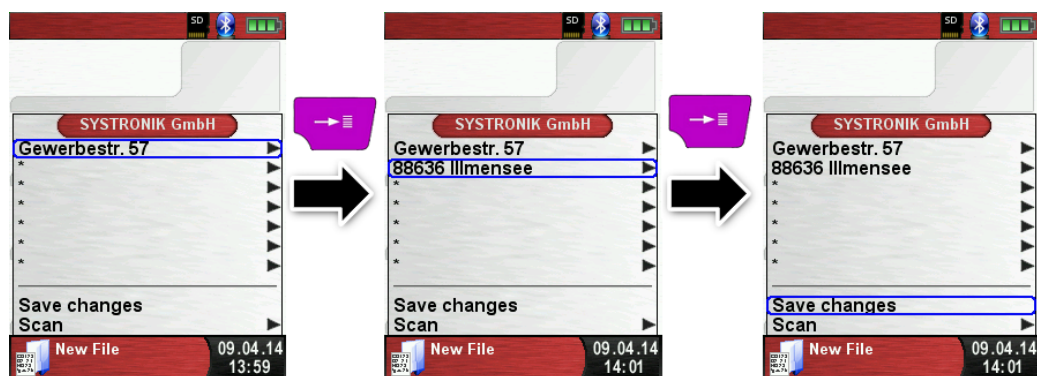 SD
SYSTRONIK GmbH
Gewerbestr. 57
*
*
*
*
*
*
Save changes
Scan
New File
09.04.14
13:59
SD
SYSTRONIK GmbH
Gewerbestr. 57
88636 Illmensee
*
*
*
*
*
Save changes
Scan
New File
09.04.14
14:01
SD
SYSTRONIK GmbH
Gewerbestr. 57
88636 Illmensee
*
*
*
*
*
Save changes
Scan
New File
09.04.14
14:01